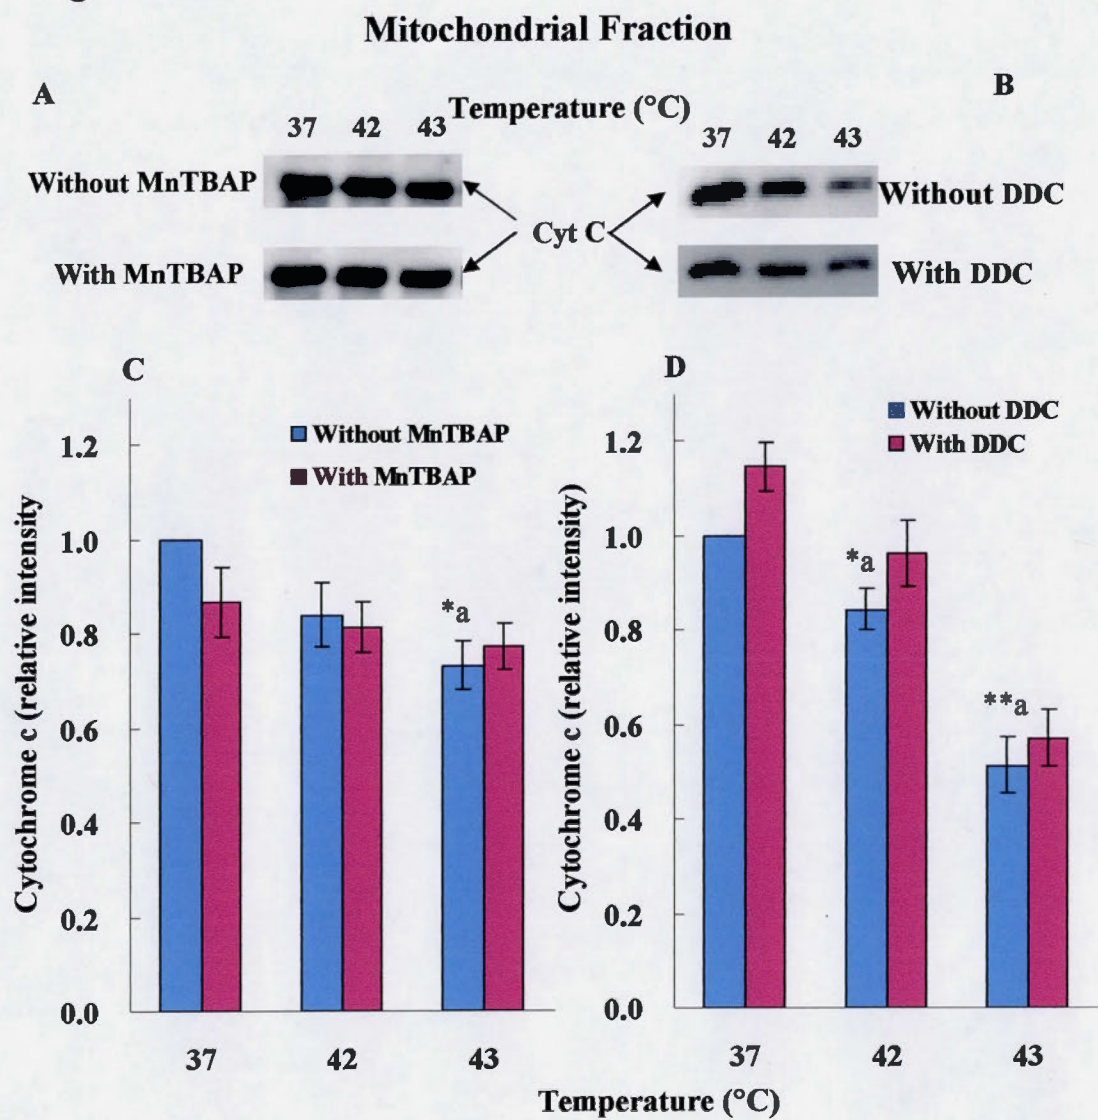 Mitochondrial Fraction
A
B
Temperature (°C)
37 42 43
37 42 43
Without MnTBAP
Without DDC
Cyt C
With MnTBAP
With DDC
C
D
Without MnTBAP
With MnTBAP
Without DDC
With DDC
Cytochrome c (relative intensity
1.2
1.0
0.8
0.6
0.4
0.2
0.0
*a
37 42 43
Cytochrome c (relative intensity)
1.2
1.0
0.8
0.6
0.4
0.2
0.0
*a
**a
37 42 43
Temperature (°C)